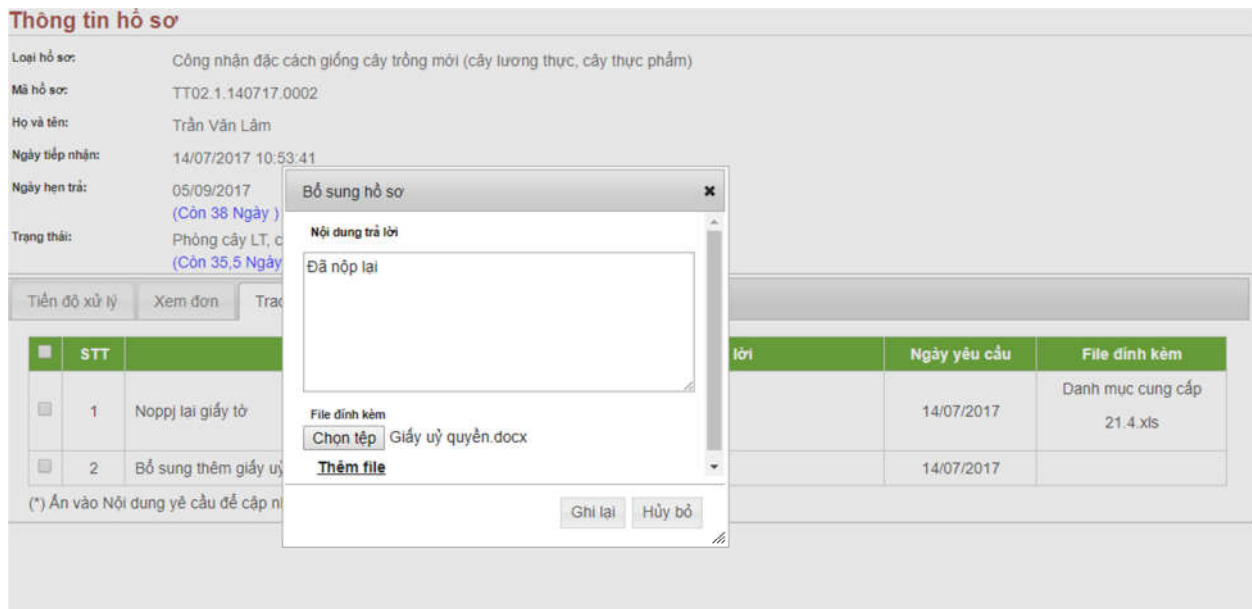 Thông tin hồ sơ
Loại hồ sơ: Công nhận đặc cách giống cây trồng mới (cây lương thực, cây thực phẩm)
Mã hồ sơ: TT02.1.140717.0002
Họ và tên: Trần Văn Lâm
Ngày tiếp nhận: 14/07/2017 10:53:41
Ngày hẹn trả: 05/09/2017
(Còn 38 Ngày )
Trạng thái: Phòng cây LT, c
(Còn 35,5 Ngày
Bổ sung hồ sơ
Nội dung trả lời
Đã nộp lại
File đính kèm
Chọn tệp Giấy uỷ quyền.docx
Thêm file
Ghi lại Hủy bỏ
Tiến độ xử lý Xem đơn Trac
STT lời Ngày yêu cầu File đính kèm
1 Noppj lại giấy tờ 14/07/2017 Danh mục cung cấp
21.4.xls
2 Bổ sung thêm giấy uỷ 14/07/2017
(*) Ấn vào Nội dung yê cầu để cập n